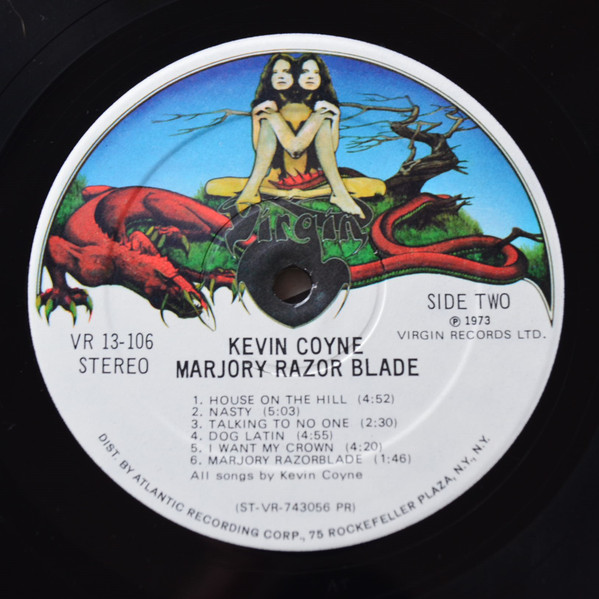 Virgin
VR 13-106
STEREO
SIDE TWO
℗ 1973
VIRGIN RECORDS LTD.
KEVIN COYNE
MARJORY RAZOR BLADE
1. HOUSE ON THE HILL (4:52)
2. NASTY (5:03)
3. TALKING TO NO ONE (2:30)
4. DOG LATIN (4:55)
5. I WANT MY CROWN (4:20)
6. MARJORY RAZORBLADE (1:46)
All songs by Kevin Coyne
(ST-VR-743056 PR)
DIST. BY ATLANTIC RECORDING CORP., 75 ROCKEFELLER PLAZA, N.Y., N.Y.